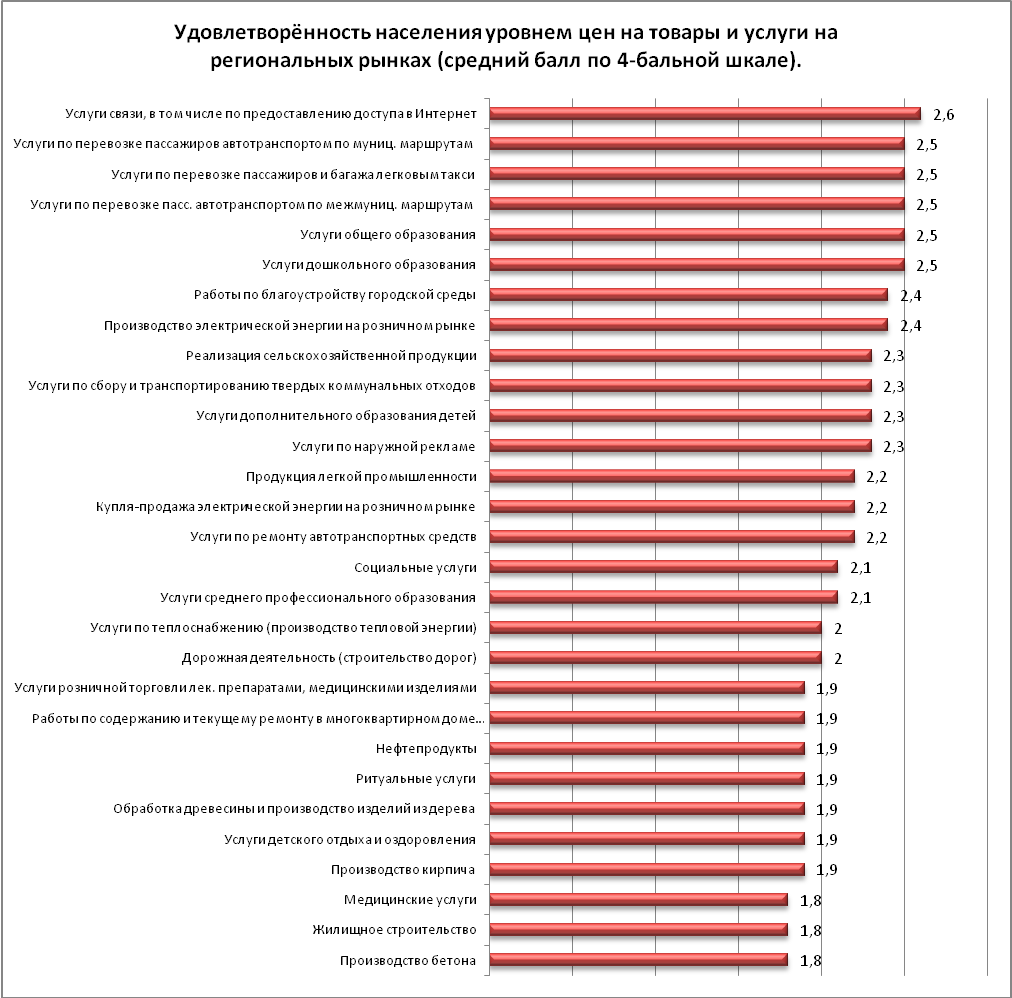 Удовлетворённость населения уровнем цен на товары и услуги на
региональных рынках (средний балл по 4-бальной шкале).
Услуги связи, в том числе по предоставлению доступа в Интернет 2,6
Услуги по перевозке пассажиров автотранспортом по муниц. маршрутам 2,5
Услуги по перевозке пассажиров и багажа легковым такси 2,5
Услуги по перевозке пасс. автотранспортом по межмуниц. маршрутам 2,5
Услуги общего образования 2,5
Услуги дошкольного образования 2,5
Работы по благоустройству городской среды 2,4
Производство электрической энергии на розничном рынке 2,4
Реализация сельскохозяйственной продукции 2,3
Услуги по сбору и транспортированию твердых коммунальных отходов 2,3
Услуги дополнительного образования детей 2,3
Услуги по наружной рекламе 2,3
Продукция легкой промышленности 2,2
Купля-продажа электрической энергии на розничном рынке 2,2
Услуги по ремонту автотранспортных средств 2,2
Социальные услуги 2,1
Услуги среднего профессионального образования 2,1
Услуги по теплоснабжению (производство тепловой энергии) 2
Дорожная деятельность (строительство дорог) 2
Услуги розничной торговли лек. препаратами, медицинскими изделиями 1,9
Работы по содержанию и текущему ремонту в многоквартирном доме... 1,9
Нефтепродукты 1,9
Ритуальные услуги 1,9
Обработка древесины и производство изделий из дерева 1,9
Услуги детского отдыха и оздоровления 1,9
Производство кирпича 1,9
Медицинские услуги 1,8
Жилищное строительство 1,8
Производство бетона 1,8